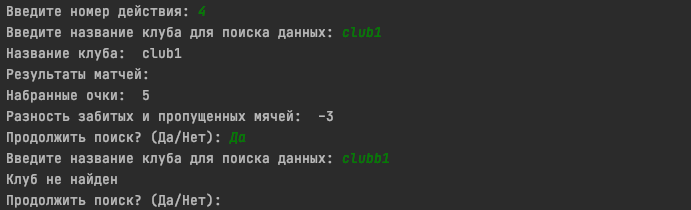 Введите номер действия: 4
Введите название клуба для поиска данных: club1
Название клуба:  club1
Результаты матчей:
Набранные очки:  5
Разность забитых и пропущенных мячей:  -3
Продолжить поиск? (Да/Нет): Да
Введите название клуба для поиска данных: clubb1
Клуб не найден
Продолжить поиск? (Да/Нет):